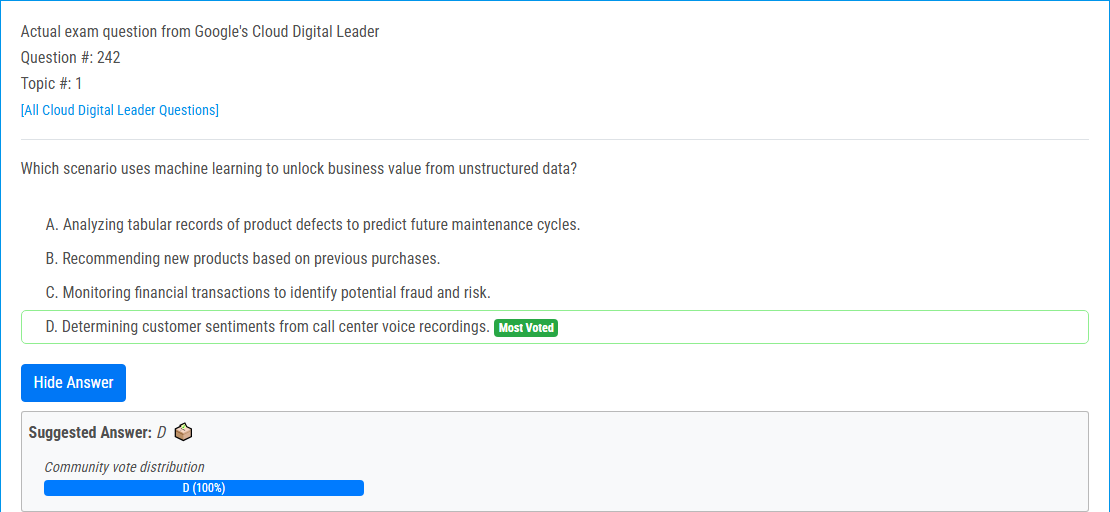 Actual exam question from Google's Cloud Digital Leader
Question #: 242
Topic #: 1
[All Cloud Digital Leader Questions]
Which scenario uses machine learning to unlock business value from unstructured data?
A. Analyzing tabular records of product defects to predict future maintenance cycles.
B. Recommending new products based on previous purchases.
C. Monitoring financial transactions to identify potential fraud and risk.
D. Determining customer sentiments from call center voice recordings. Most Voted
Hide Answer
Suggested Answer: D
Community vote distribution
D (100%)